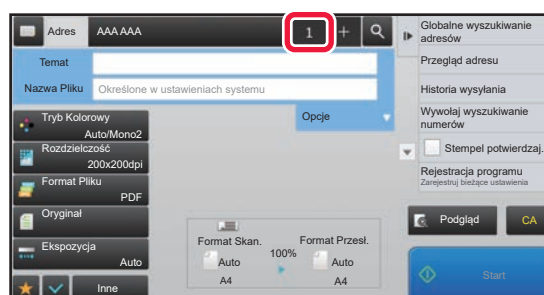 Adres AAA AAA 1 +
Temat
Nazwa Pliku Określone w ustawieniach systemu
Opcje
Tryb Kolorowy
Auto/Mono2
Rozdzielczość
200x200dpi
Format Pliku
PDF
Oryginał
Ekspozycja
Auto
Inne
Format Skan.
Auto
A4
100%
Format Przesł.
Auto
A4
Globalne wyszukiwanie
adresów
Przegląd adresu
Historia wysyłania
Wywołaj wyszukiwanie
numerów
Stempel potwierdzaj.
Rejestracja programu
Zarejestruj bieżące ustawienia
Podgląd
CA
Start